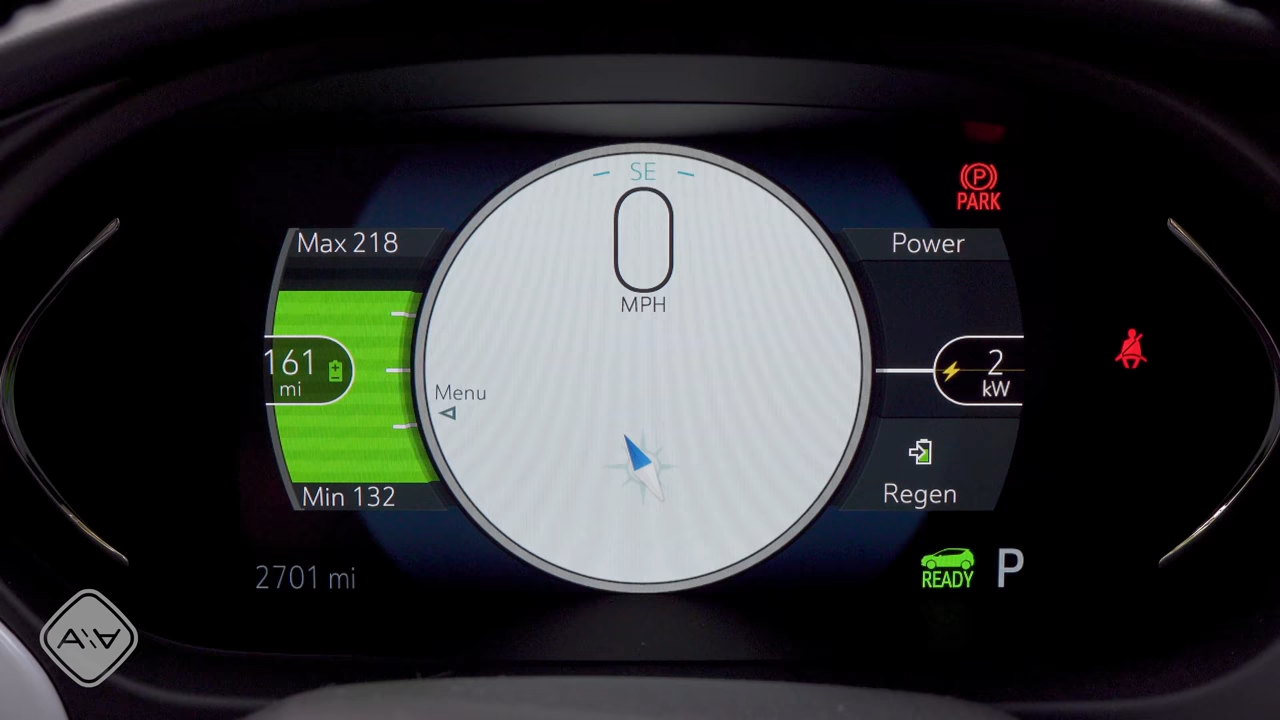 SE
0
MPH
PARK
Max 218
Power
161
mi
2
kW
Menu
Min 132
Regen
2701 mi
READY
P